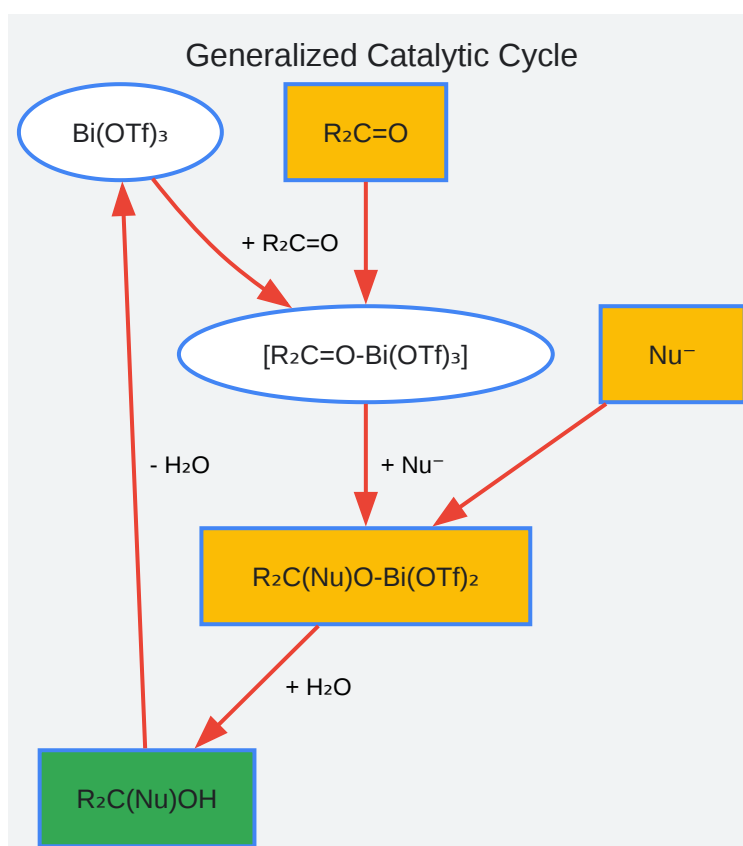 Generalized Catalytic Cycle
Bi(OTf)₃
R₂C=O
+ R₂C=O
[R₂C=O-Bi(OTf)₃]
Nu⁻
- H₂O
+ Nu⁻
R₂C(Nu)O-Bi(OTf)₂
+ H₂O
R₂C(Nu)OH